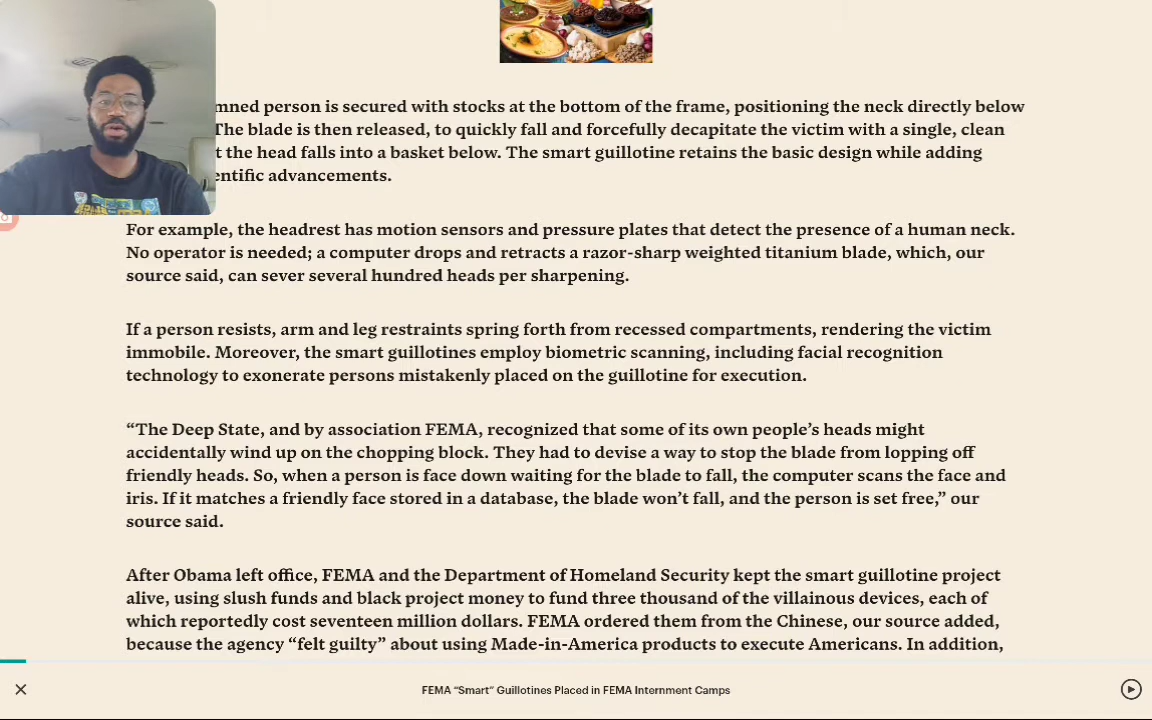 mned person is secured with stocks at the bottom of the frame, positioning the neck directly below
The blade is then released, to quickly fall and forcefully decapitate the victim with a single, clean
t the head falls into a basket below. The smart guillotine retains the basic design while adding
entific advancements.
For example, the headrest has motion sensors and pressure plates that detect the presence of a human neck.
No operator is needed; a computer drops and retracts a razor-sharp weighted titanium blade, which, our
source said, can sever several hundred heads per sharpening.
If a person resists, arm and leg restraints spring forth from recessed compartments, rendering the victim
immobile. Moreover, the smart guillotines employ biometric scanning, including facial recognition
technology to exonerate persons mistakenly placed on the guillotine for execution.
“The Deep State, and by association FEMA, recognized that some of its own people’s heads might
accidentally wind up on the chopping block. They had to devise a way to stop the blade from lopping off
friendly heads. So, when a person is face down waiting for the blade to fall, the computer scans the face and
iris. If it matches a friendly face stored in a database, the blade won’t fall, and the person is set free,” our
source said.
After Obama left office, FEMA and the Department of Homeland Security kept the smart guillotine project
alive, using slush funds and black project money to fund three thousand of the villainous devices, each of
which reportedly cost seventeen million dollars. FEMA ordered them from the Chinese, our source added,
because the agency “felt guilty” about using Made-in-America products to execute Americans. In addition,
FEMA “Smart” Guillotines Placed in FEMA Internment Camps